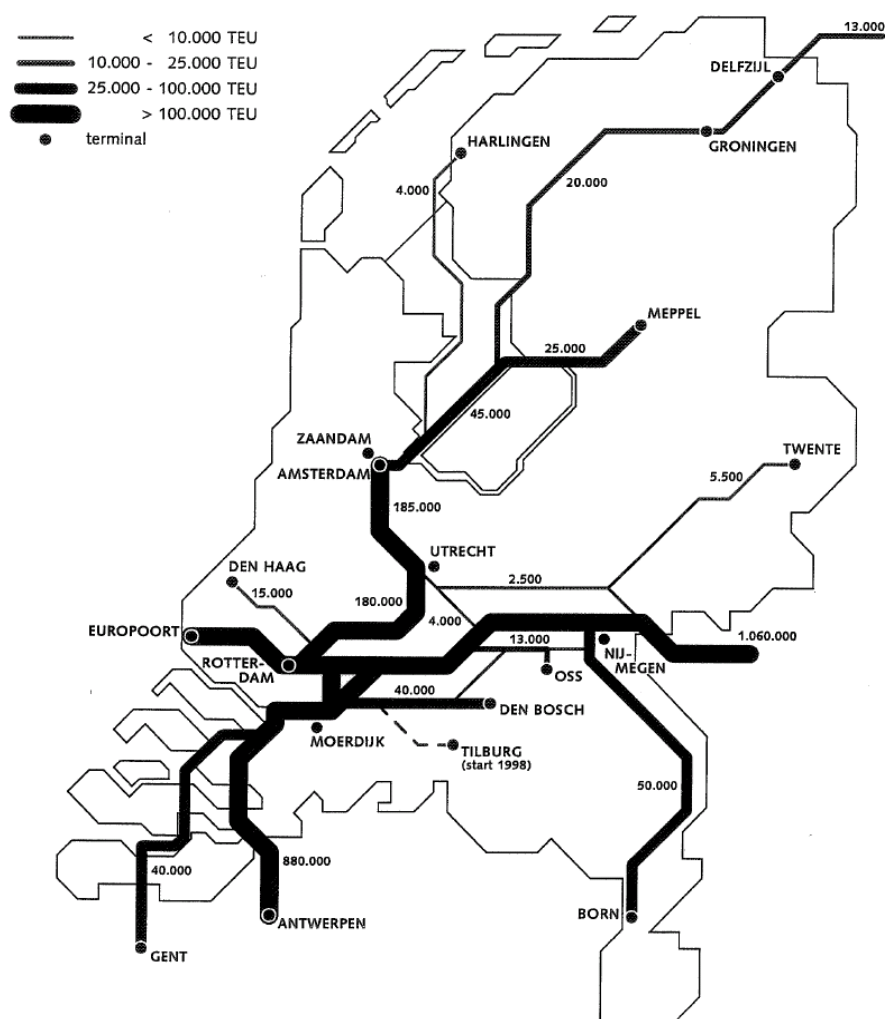 < 10.000 TEU
10.000 - 25.000 TEU
25.000 - 100.000 TEU
> 100.000 TEU
terminal
13.000
DELFZIJL
HARLINGEN
GRONINGEN
4.000
20.000
MEPPEL
25.000
45.000
ZAANDAM
TWENTE
AMSTERDAM
5.500
185.000
UTRECHT
DEN HAAG
2.500
15.000
180.000
4.000
EUROPOORT
13.000
NIJ-
MEGEN
1.060.000
ROTTER-
DAM
OSS
40.000
DEN BOSCH
MOERDIJK
TILBURG
(start 1998)
50.000
40.000
880.000
ANTWERPEN
BORN
GENT